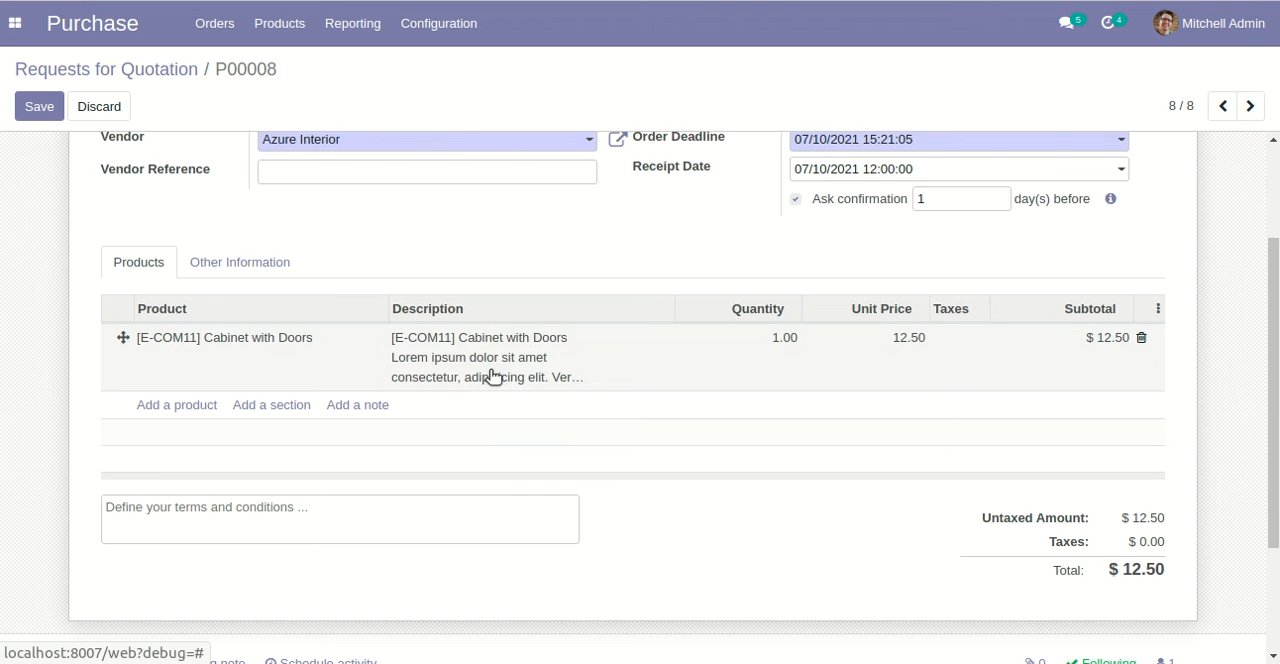 Purchase Orders Products Reporting Configuration 5 4 Mitchell Admin
Requests for Quotation / P00008
Save Discard 8 / 8
Vendor Azure Interior Order Deadline 07/10/2021 15:21:05
Vendor Reference Receipt Date 07/10/2021 12:00:00
Ask confirmation 1 day(s) before
Products Other Information
Product Description Quantity Unit Price Taxes Subtotal
[E-COM11] Cabinet with Doors [E-COM11] Cabinet with Doors 1.00 12.50 $ 12.50
Lorem ipsum dolor sit amet
consectetur, adipiscing elit. Ver...
Add a product Add a section Add a note
Define your terms and conditions ...
Untaxed Amount: $ 12.50
Taxes: $ 0.00
Total: $ 12.50
localhost:8007/web?debug=# note Schedule activity 0 Following 1